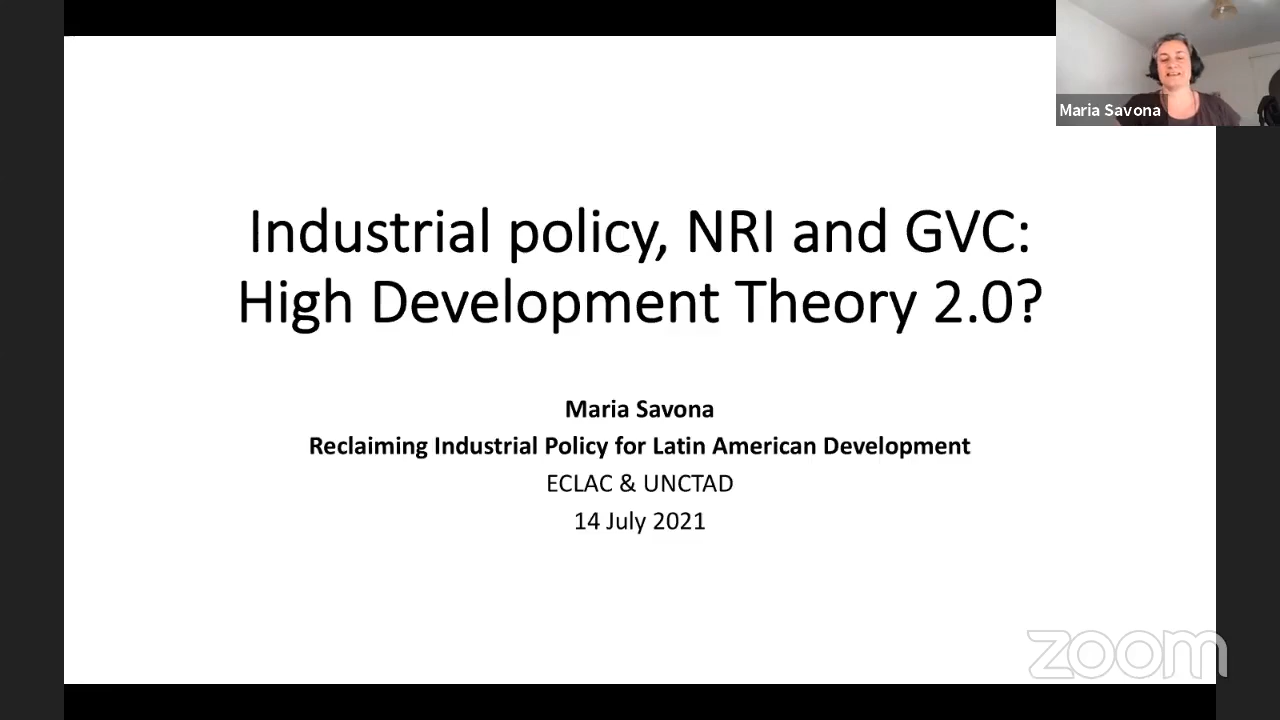 Maria Savona
Industrial policy, NRI and GVC:
High Development Theory 2.0?
Maria Savona
Reclaiming Industrial Policy for Latin American Development
ECLAC & UNCTAD
14 July 2021
zoom